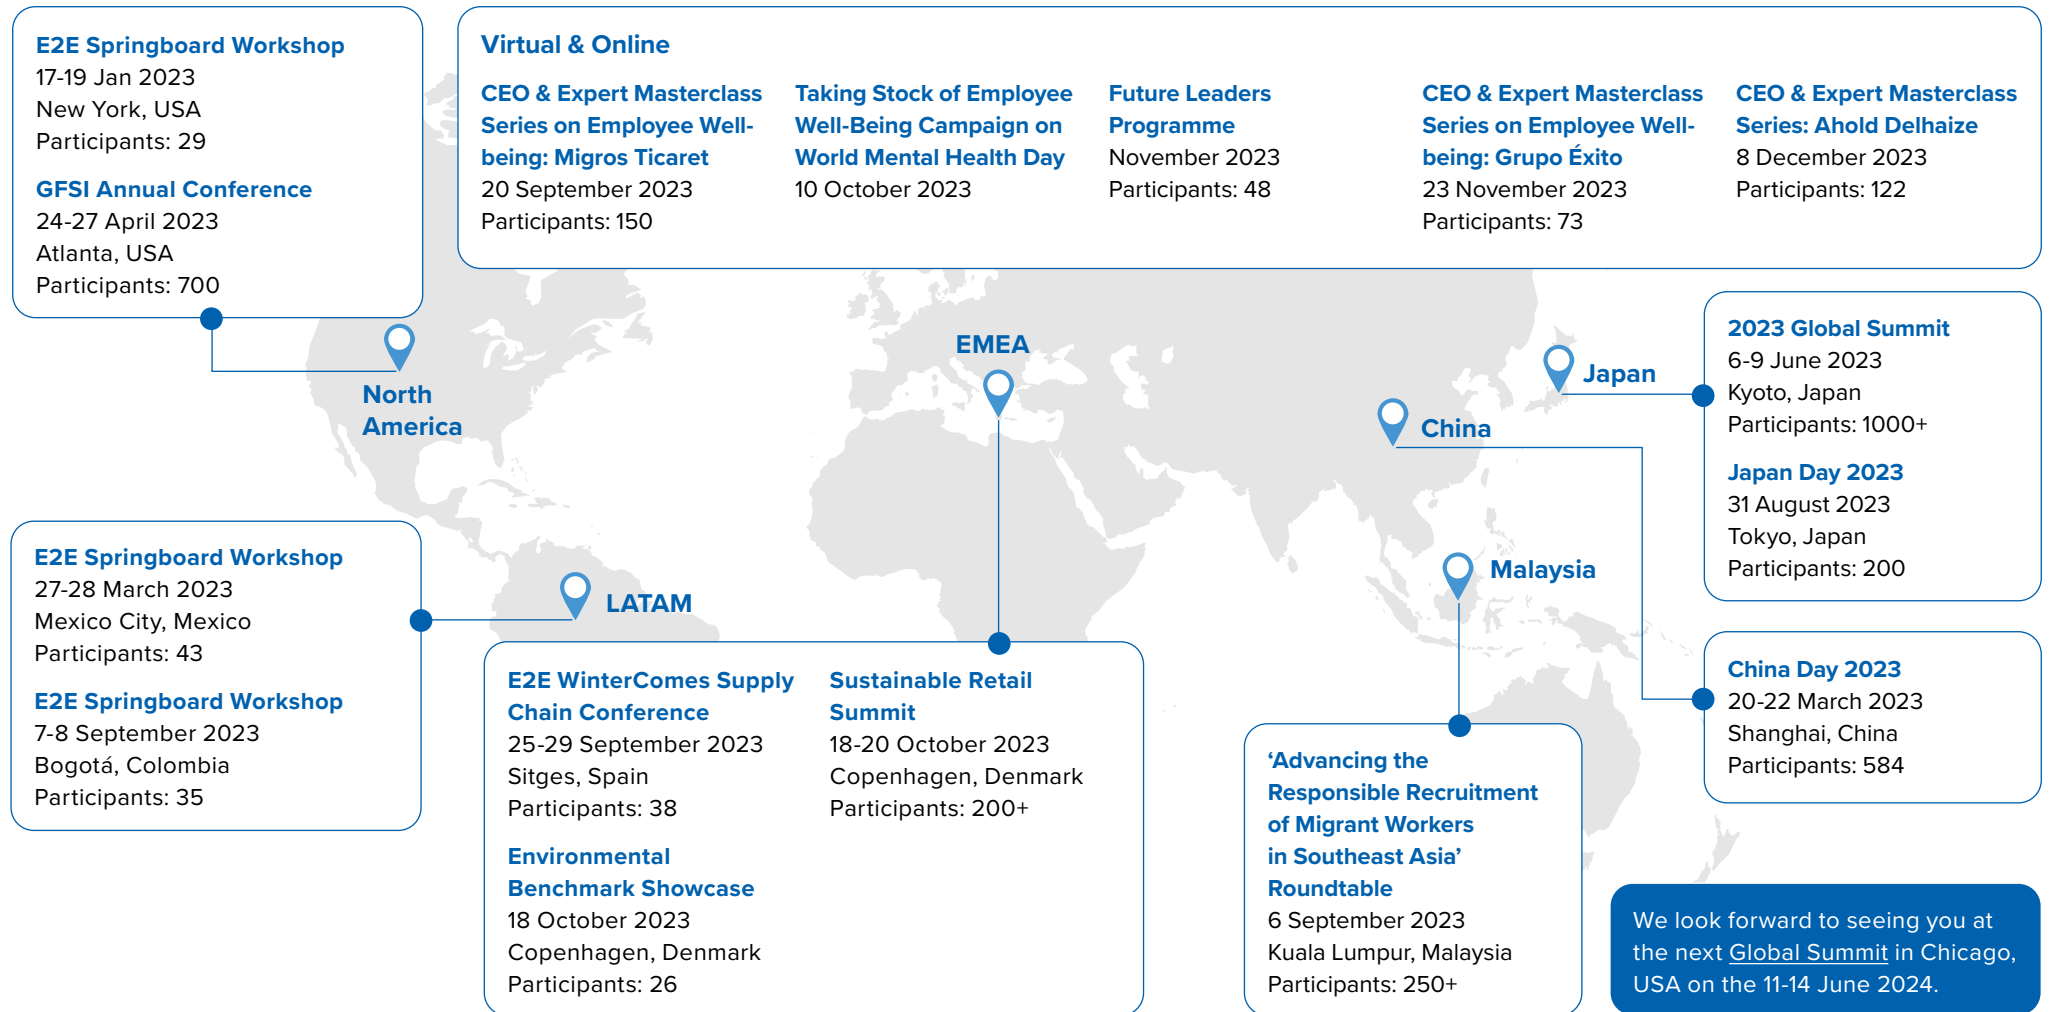 E2E Springboard Workshop
17-19 Jan 2023
New York, USA
Participants: 29
GFSI Annual Conference
24-27 April 2023
Atlanta, USA
Participants: 700
Virtual & Online
CEO & Expert Masterclass
Series on Employee Well-
being: Migros Ticaret
20 September 2023
Participants: 150
Taking Stock of Employee
Well-Being Campaign on
World Mental Health Day
10 October 2023
Future Leaders
Programme
November 2023
Participants: 48
CEO & Expert Masterclass
Series on Employee Well-
being: Grupo Éxito
23 November 2023
Participants: 73
CEO & Expert Masterclass
Series: Ahold Delhaize
8 December 2023
Participants: 122
North
America
EMEA
Japan
China
Malaysia
LATAM
2023 Global Summit
6-9 June 2023
Kyoto, Japan
Participants: 1000+
Japan Day 2023
31 August 2023
Tokyo, Japan
Participants: 200
E2E Springboard Workshop
27-28 March 2023
Mexico City, Mexico
Participants: 43
E2E Springboard Workshop
7-8 September 2023
Bogotá, Colombia
Participants: 35
E2E WinterComes Supply
Chain Conference
25-29 September 2023
Sitges, Spain
Participants: 38
Environmental
Benchmark Showcase
18 October 2023
Copenhagen, Denmark
Participants: 26
Sustainable Retail
Summit
18-20 October 2023
Copenhagen, Denmark
Participants: 200+
‘Advancing the
Responsible Recruitment
of Migrant Workers
in Southeast Asia’
Roundtable
6 September 2023
Kuala Lumpur, Malaysia
Participants: 250+
China Day 2023
20-22 March 2023
Shanghai, China
Participants: 584
We look forward to seeing you at
the next Global Summit in Chicago,
USA on the 11-14 June 2024.